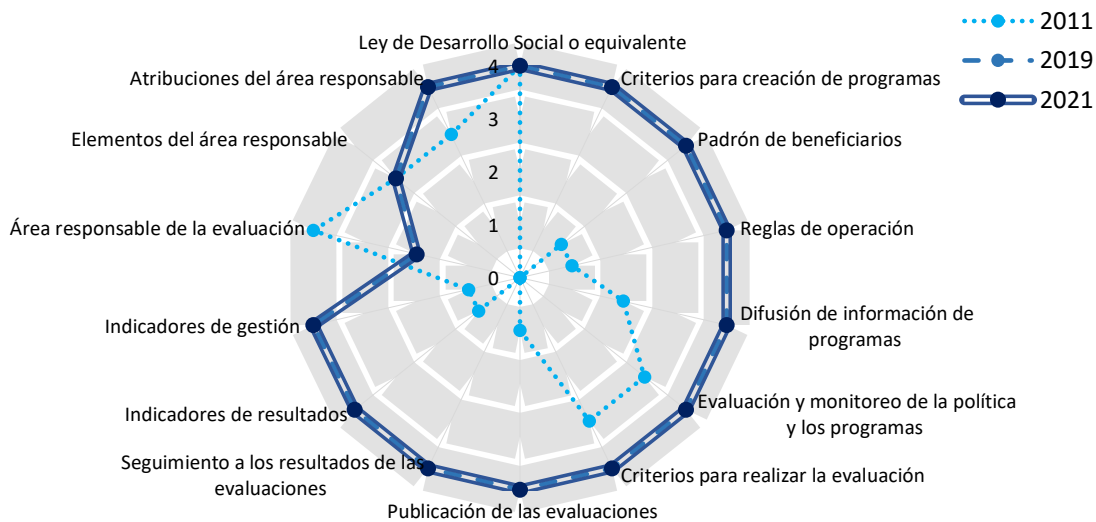 2011
2019
2021
Ley de Desarrollo Social o equivalente
Criterios para creación de programas
Padrón de beneficiarios
Reglas de operación
Difusión de información de
programas
Evaluación y monitoreo de la política
y los programas
Criterios para realizar la evaluación
Publicación de las evaluaciones
Seguimiento a los resultados de las
evaluaciones
Indicadores de resultados
Indicadores de gestión
Área responsable de la evaluación
Elementos del área responsable
Atribuciones del área responsable
4
3
2
1
0